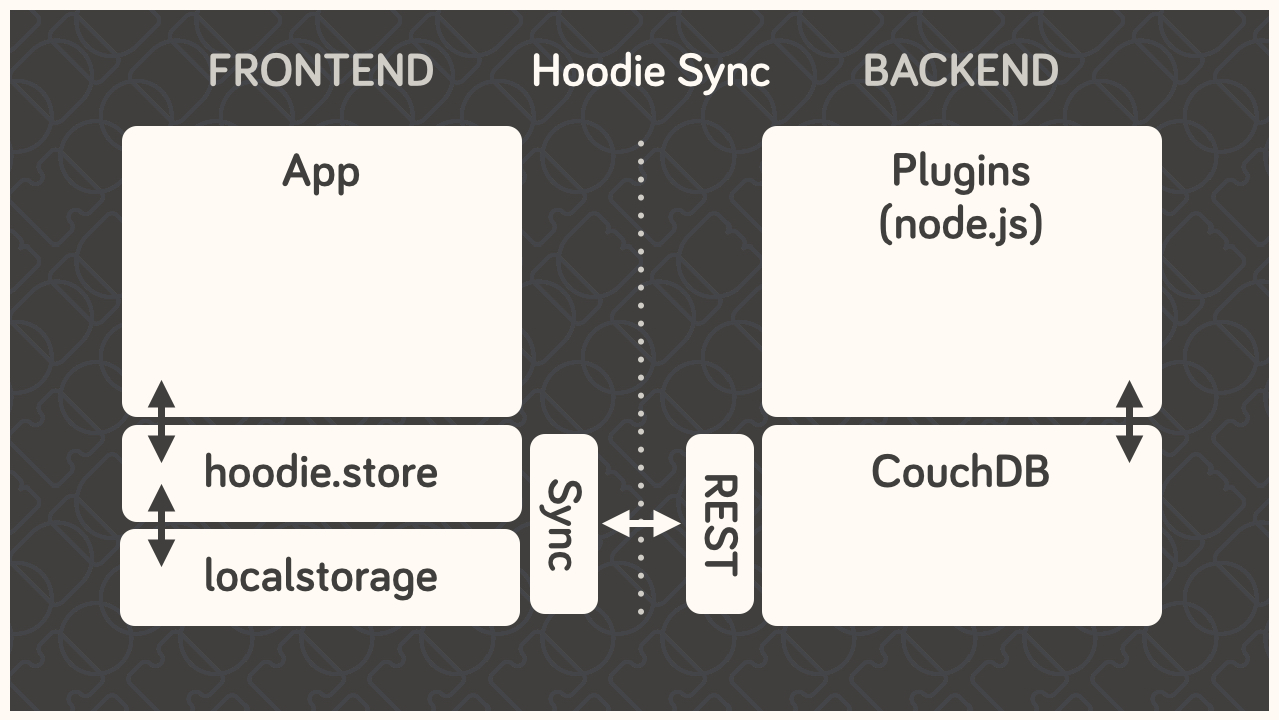 FRONTEND
Hoodie Sync
BACKEND
App
Plugins
(node.js)
hoodie.store
localstorage
Sync
REST
CouchDB